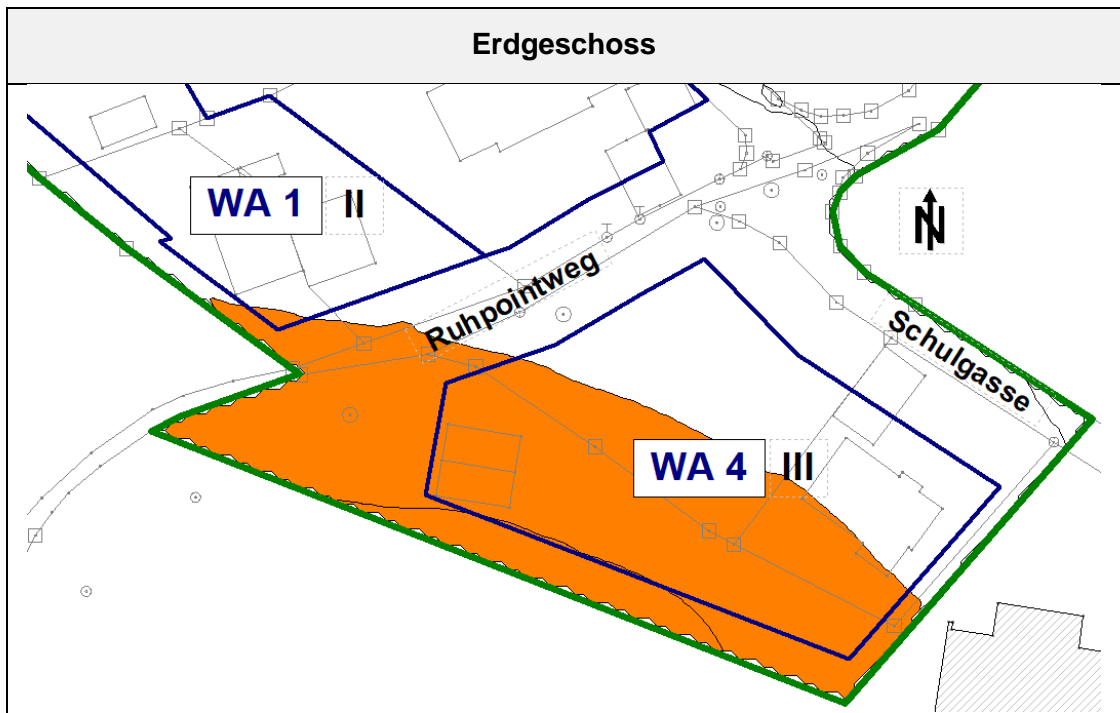 Erdgeschoss
WA 1 II
N
Ruhpointweg
Schulgasse
WA 4 III